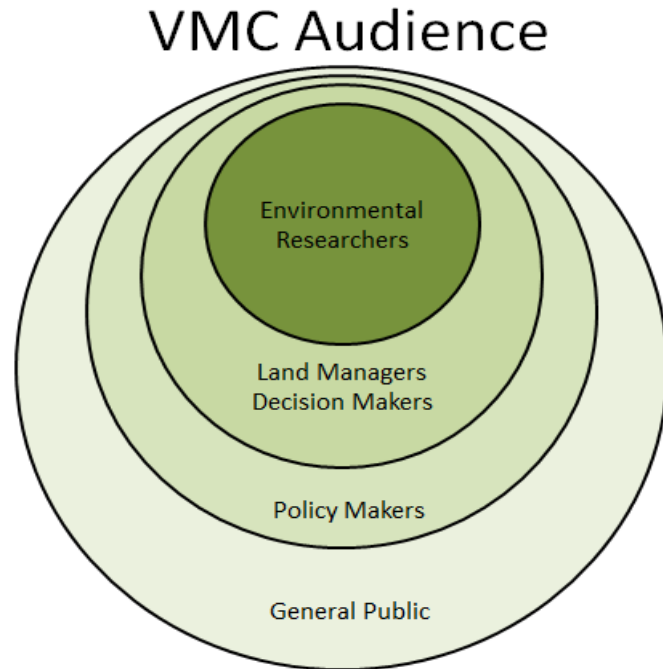 VMC Audience
Environmental
Researchers
Land Managers
Decision Makers
Policy Makers
General Public